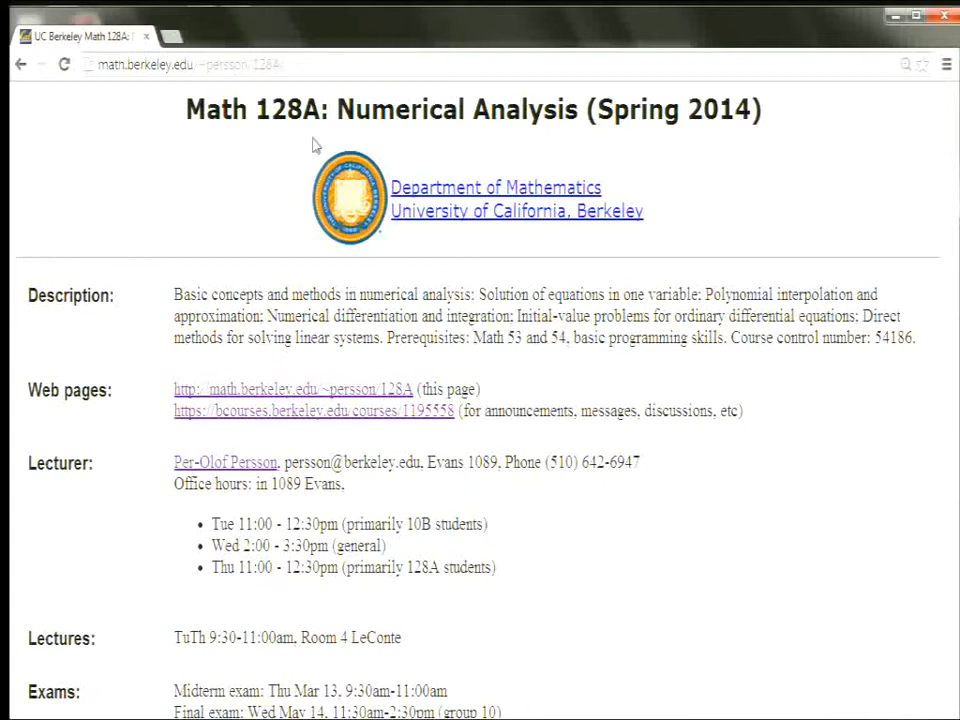 UC Berkeley Math 128A:
math.berkeley.edu/~persson/128A/
Math 128A: Numerical Analysis (Spring 2014)
Department of Mathematics
University of California, Berkeley
Description:
Basic concepts and methods in numerical analysis: Solution of equations in one variable; Polynomial interpolation and
approximation; Numerical differentiation and integration; Initial-value problems for ordinary differential equations; Direct
methods for solving linear systems. Prerequisites: Math 53 and 54, basic programming skills. Course control number: 54186.
Web pages:
http://math.berkeley.edu/~persson/128A (this page)
https://bcourses.berkeley.edu/courses/1195558 (for announcements, messages, discussions, etc)
Lecturer:
Per-Olof Persson, persson@berkeley.edu, Evans 1089, Phone (510) 642-6947
Office hours: in 1089 Evans,
• Tue 11:00 - 12:30pm (primarily 10B students)
• Wed 2:00 - 3:30pm (general)
• Thu 11:00 - 12:30pm (primarily 128A students)
Lectures:
TuTh 9:30-11:00am, Room 4 LeConte
Exams:
Midterm exam: Thu Mar 13, 9:30am-11:00am
Final exam: Wed May 14, 11:30am-2:30pm (group 10)